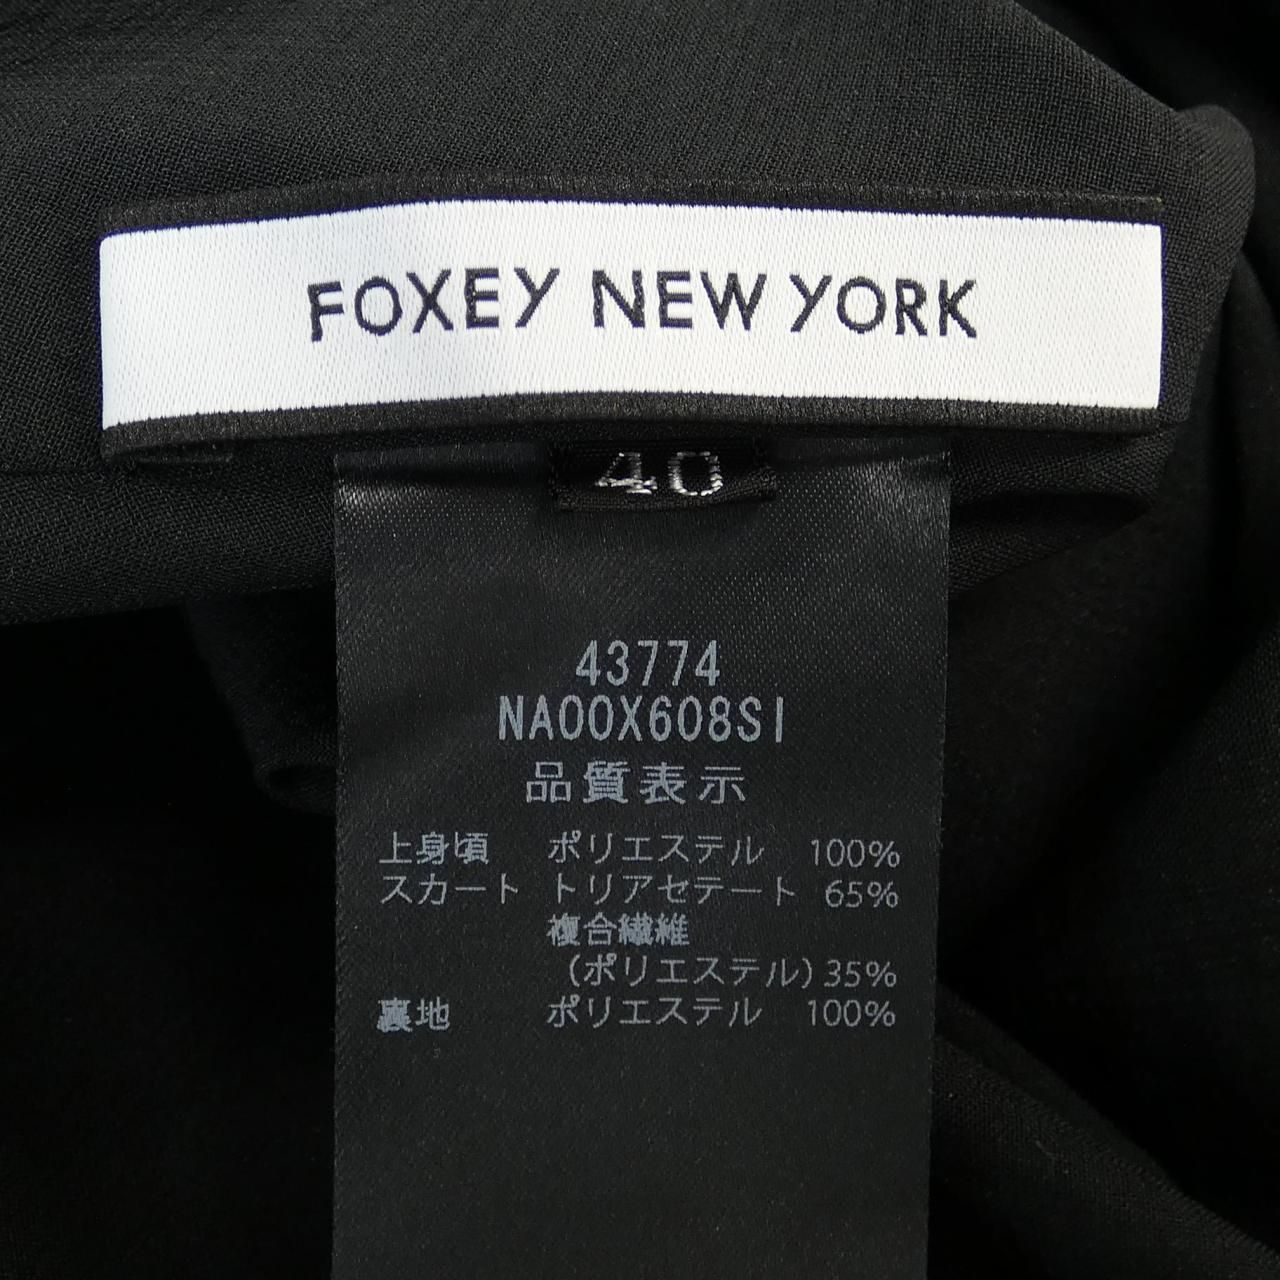 FOXEY NEW YORK
40
43774
NA00X608SI
品質表示
上身頃 ポリエステル 100%
スカート トリアセテート 65%
複合繊維
(ポリエステル)35%
裏地 ポリエステル 100%